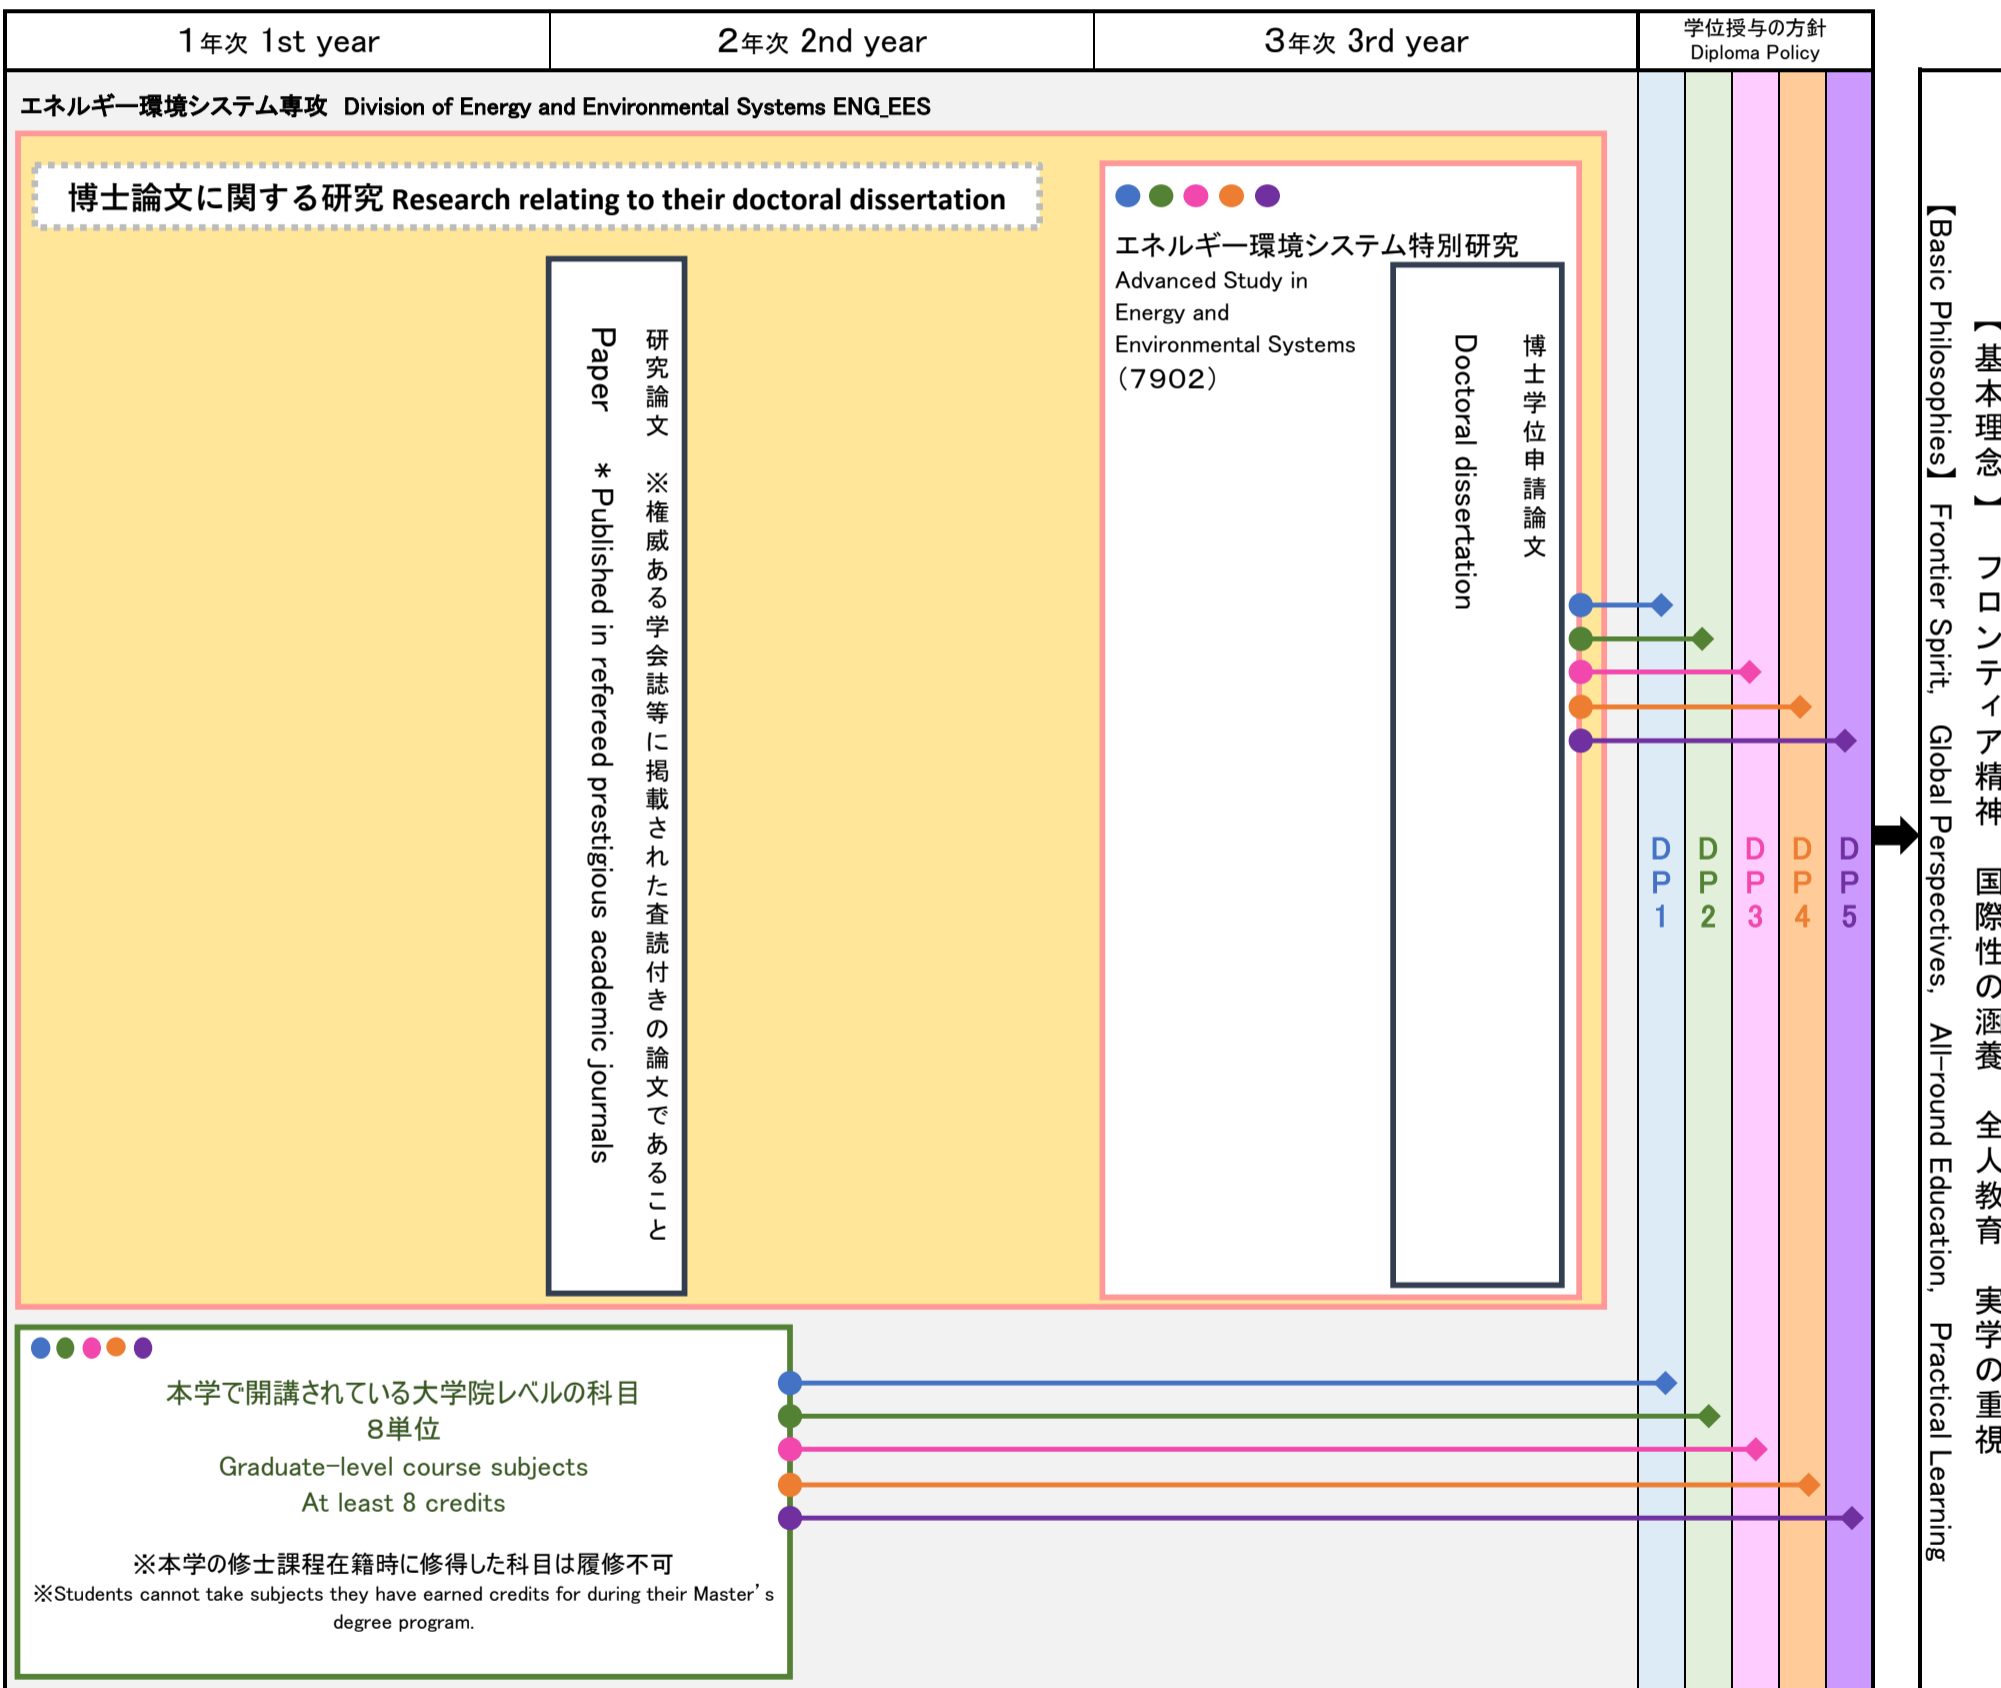 1年次 1st year
2年次 2nd year
3年次 3rd year
学位授与の方針
Diploma Policy
エネルギー環境システム専攻 Division of Energy and Environmental Systems ENG_EES
博士論文に関する研究 Research relating to their doctoral dissertation
研究論文 ※権威ある学会誌等に掲載された査読付きの論文であること
Paper *Published in refereed prestigious academic journals
エネルギー環境システム特別研究
Advanced Study in
Energy and
Environmental Systems
(7902)
博士学位申請論文
Doctoral dissertation
DP1
DP2
DP3
DP4
DP5
本学で開講されている大学院レベルの科目
8単位
Graduate-level course subjects
At least 8 credits
※本学の修士課程在籍時に修得した科目は履修不可
※Students cannot take subjects they have earned credits for during their Master's
degree program.
【基本理念】 フロンティア精神 国際性の涵養 全人教育 実学の重視
【Basic Philosophies】 Frontier Spirit, Global Perspectives, All-round Education, Practical Learning